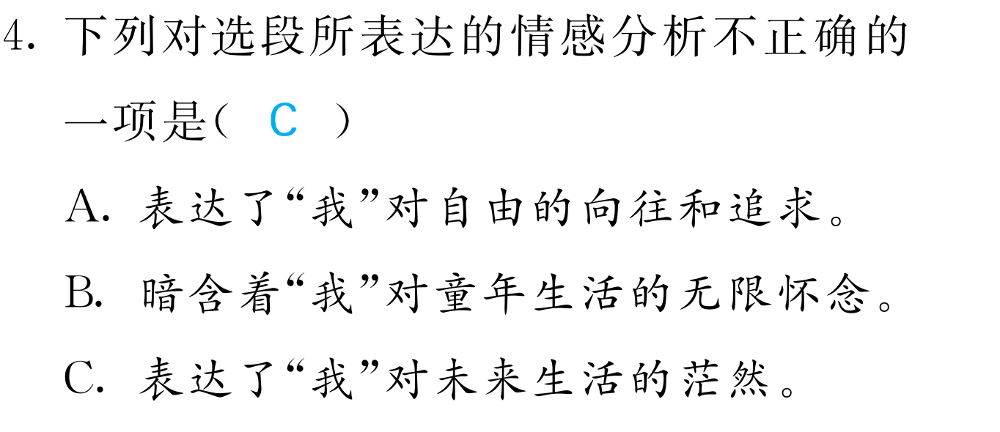 4. 下列对选段所表达的情感分析不正确的
一项是( C )
A. 表达了“我”对自由的向往和追求。
B. 暗含着“我”对童年生活的无限怀念。
C. 表达了“我”对未来生活的茫然。